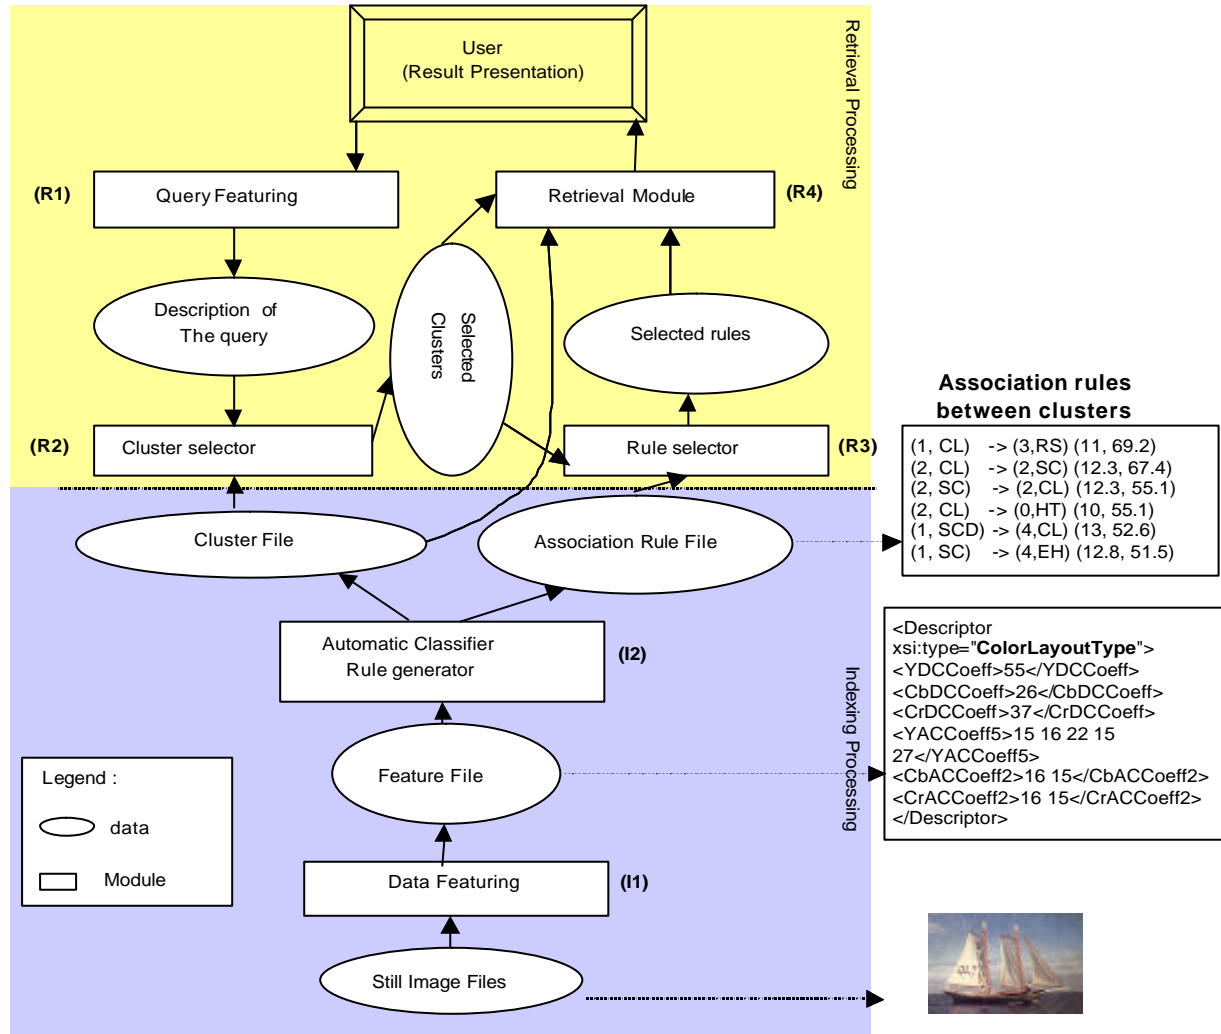 User
(Result Presentation)
Retrieval Processing
(R1)
Query Featuring
Retrieval Module
(R4)
Description of
The query
Selected
Clusters
Selected rules
(R2)
Cluster selector
Rule selector
(R3)
Association rules
between clusters
(1, CL) -> (3,RS) (11, 69.2)
(2, CL) -> (2,SC) (12.3, 67.4)
(2, SC) -> (2,CL) (12.3, 55.1)
(2, CL) -> (0,HT) (10, 55.1)
(1, SCD) -> (4,CL) (13, 52.6)
(1, SC) -> (4,EH) (12.8, 51.5)
Cluster File
Association Rule File
Automatic Classifier
Rule generator
(I2)
Indexing Processing
<Descriptor
xsi:type="ColorLayoutType">
<YDCCoeff>55</YDCCoeff>
<CbDCCoeff>26</CbDCCoeff>
<CrDCCoeff>37</CrDCCoeff>
<YACCoeff5>15 16 22 15
27</YACCoeff5>
<CbACCoeff2>16 15</CbACCoeff2>
<CrACCoeff2>16 15</CrACCoeff2>
</Descriptor>
Feature File
Legend :
data
Module
Data Featuring
(I1)
Still Image Files